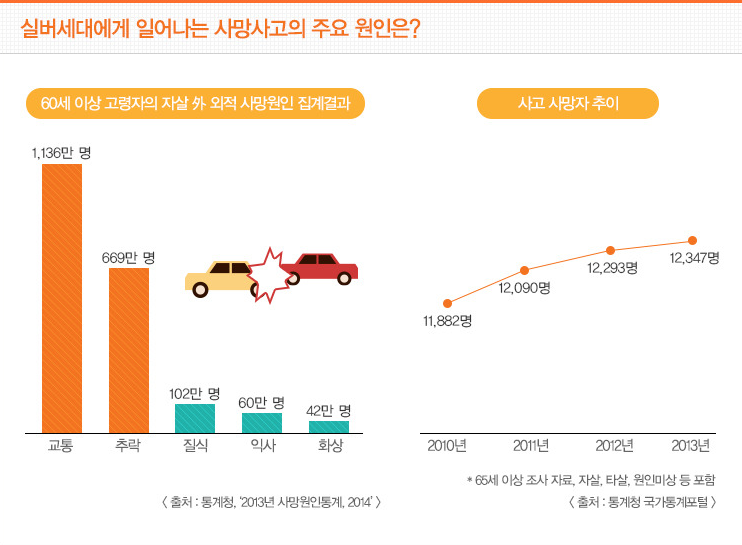 실버세대에게 일어나는 사망사고의 주요 원인은?
60세 이상 고령자의 자살 外 외적 사망원인 집계결과
1,136만 명
669만 명
102만 명
60만 명
42만 명
교통 추락 질식 익사 화상
〈 출처 : 통계청, ‘2013년 사망원인통계, 2014’ 〉
사고 사망자 추이
11,882명
12,090명
12,293명
12,347명
2010년 2011년 2012년 2013년
* 65세 이상 조사 자료, 자살, 타살, 원인미상 등 포함
〈 출처 : 통계청 국가통계포털 〉